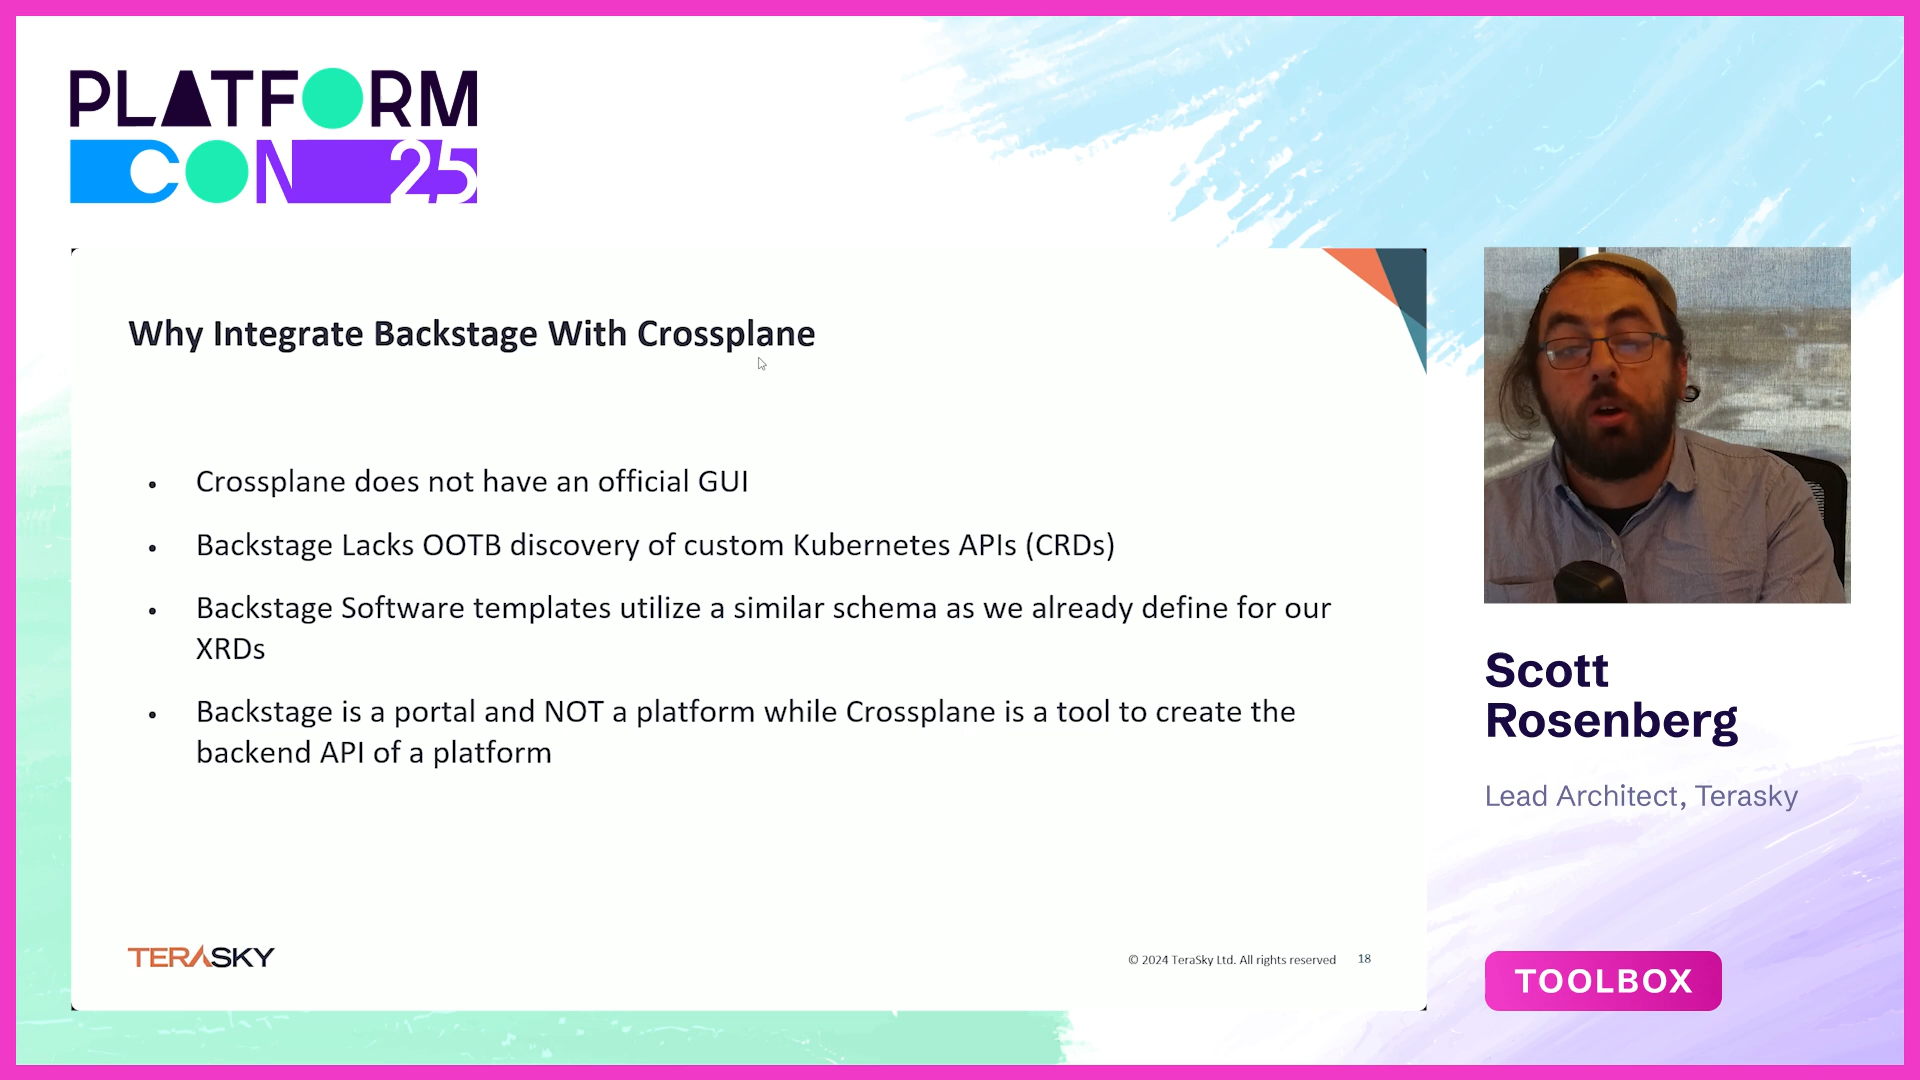 PLATFORM
CON 25
Why Integrate Backstage With Crossplane
Crossplane does not have an official GUI
Backstage Lacks OOTB discovery of custom Kubernetes APIs (CRDs)
Backstage Software templates utilize a similar schema as we already define for our
XRDs
Backstage is a portal and NOT a platform while Crossplane is a tool to create the
backend API of a platform
TERASKY
© 2024 TeraSky Ltd. All rights reserved 18
Scott
Rosenberg
Lead Architect, Terasky
TOOLBOX